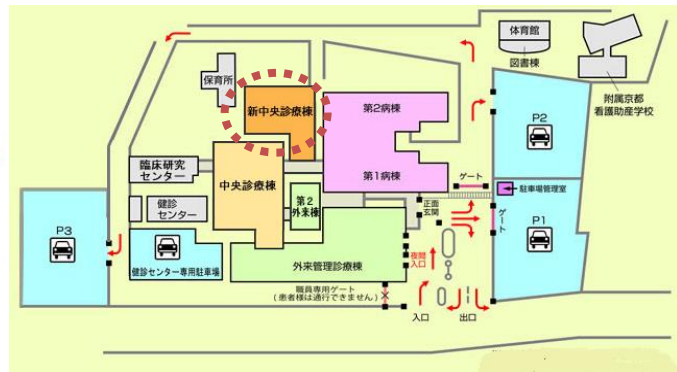 体育館
図書棟
附属京都
看護助産学校
保育所
新中央診療棟
第2病棟
P2
臨床研究
センター
中央診療棟
第1病棟
ゲート
駐車場管理室
健診
センター
第2
外来棟
正面
玄関
ゲート
P1
P3
健診センター専用駐車場
外来管理診療棟
夜間
入口
職員専用ゲート
(患者様は通行できません)
入口
出口